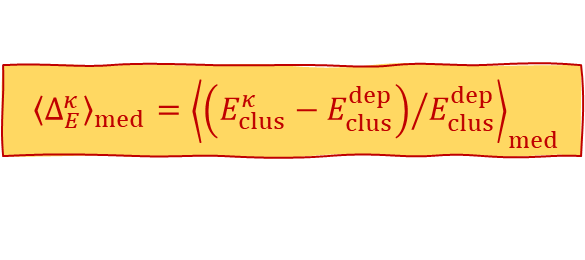 ⟨Δ_E^κ⟩_med = ⟨(E_clus^κ − E_clus^dep)/E_clus^dep⟩_med